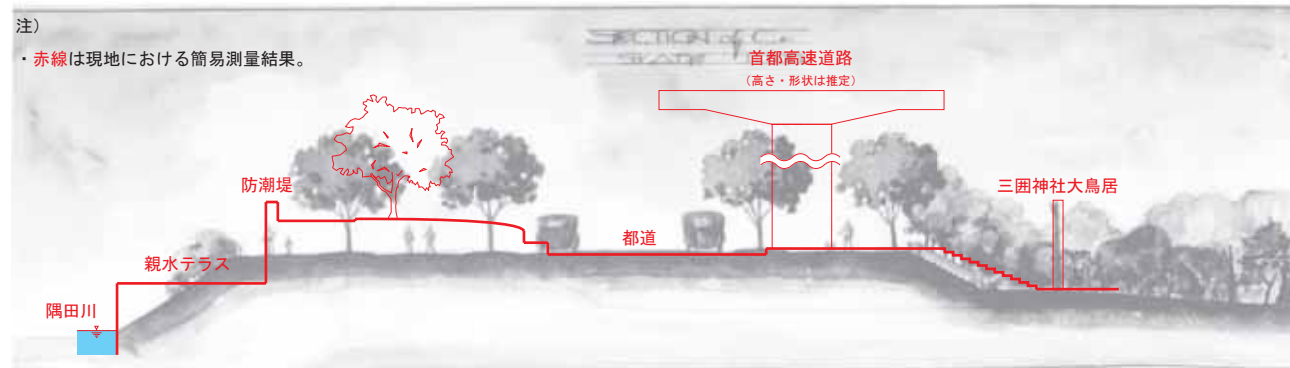 注）
・赤線は現地における簡易測量結果。
SECTION of
首都高速道路
（高さ・形状は推定）
防潮堤
三囲神社大鳥居
都道
親水テラス
隅田川